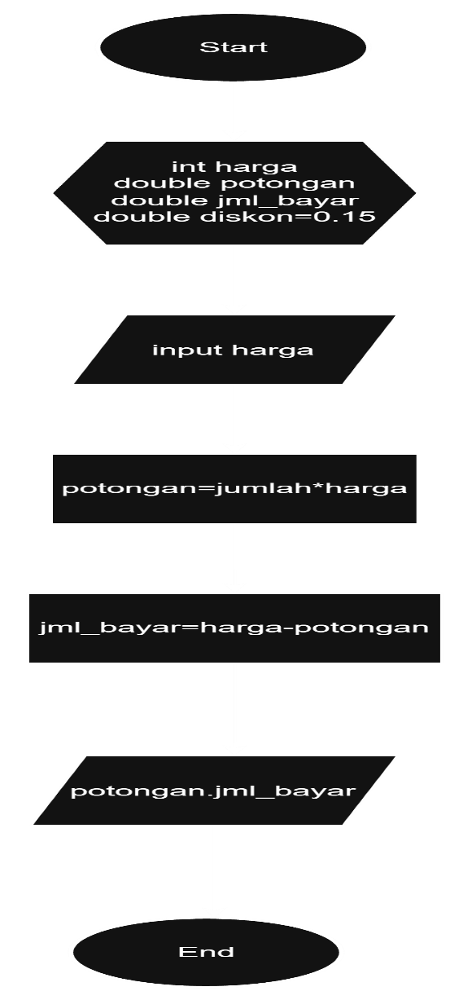 Start
int harga
double potongan
double jml_bayar
double diskon=0.15
input harga
potongan=jumlah*harga
jml_bayar=harga-potongan
potongan.jml_bayar
End